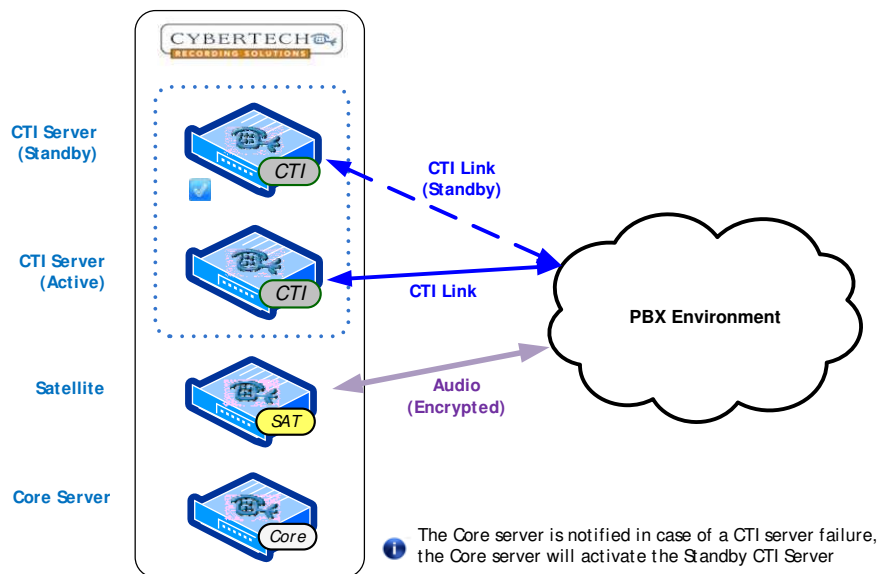 CYBERTECH
RECORDING SOLUTIONS
CTI Server
(Standby)
CTI
CTI Link
(Standby)
CTI Server
(Active)
CTI
CTI Link
PBX Environment
Satellite
SAT
Audio
(Encrypted)
Core Server
Core
The Core server is notified in case of a CTI server failure,
the Core server will activate the Standby CTI Server